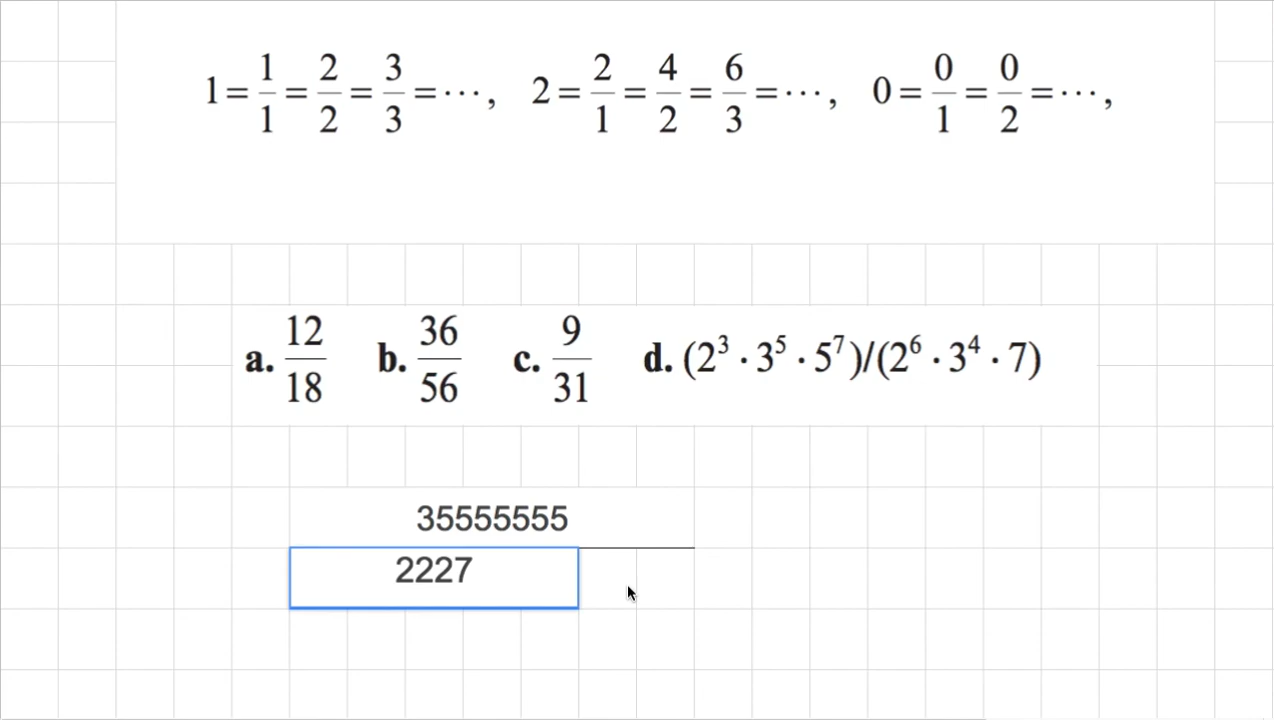 1 = 1/1 = 2/2 = 3/3 = ⋯, 2 = 2/1 = 4/2 = 6/3 = ⋯, 0 = 0/1 = 0/2 = ⋯,
a. 12/18 b. 36/56 c. 9/31 d. (2³ · 3⁵ · 5⁷)/(2⁶ · 3⁴ · 7)
35555555
2227